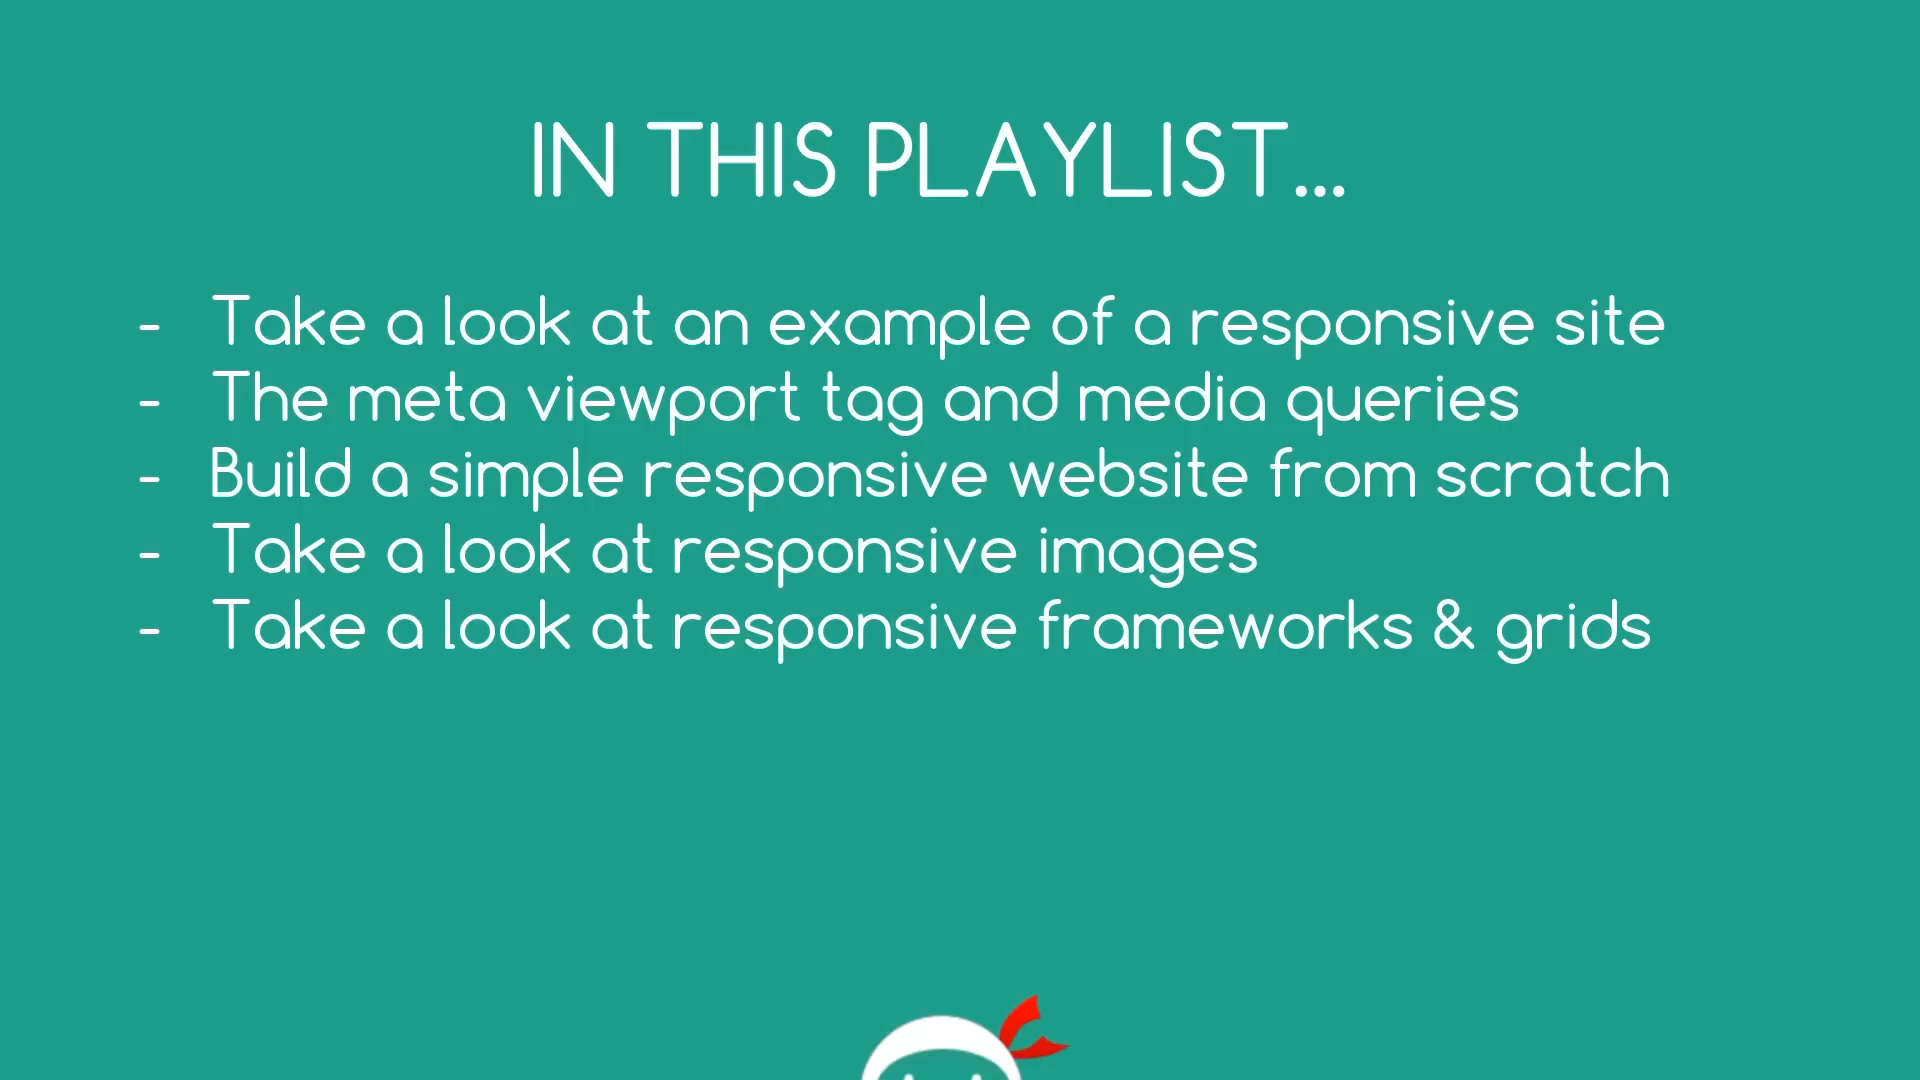 IN THIS PLAYLIST...
- Take a look at an example of a responsive site
- The meta viewport tag and media queries
- Build a simple responsive website from scratch
- Take a look at responsive images
- Take a look at responsive frameworks & grids